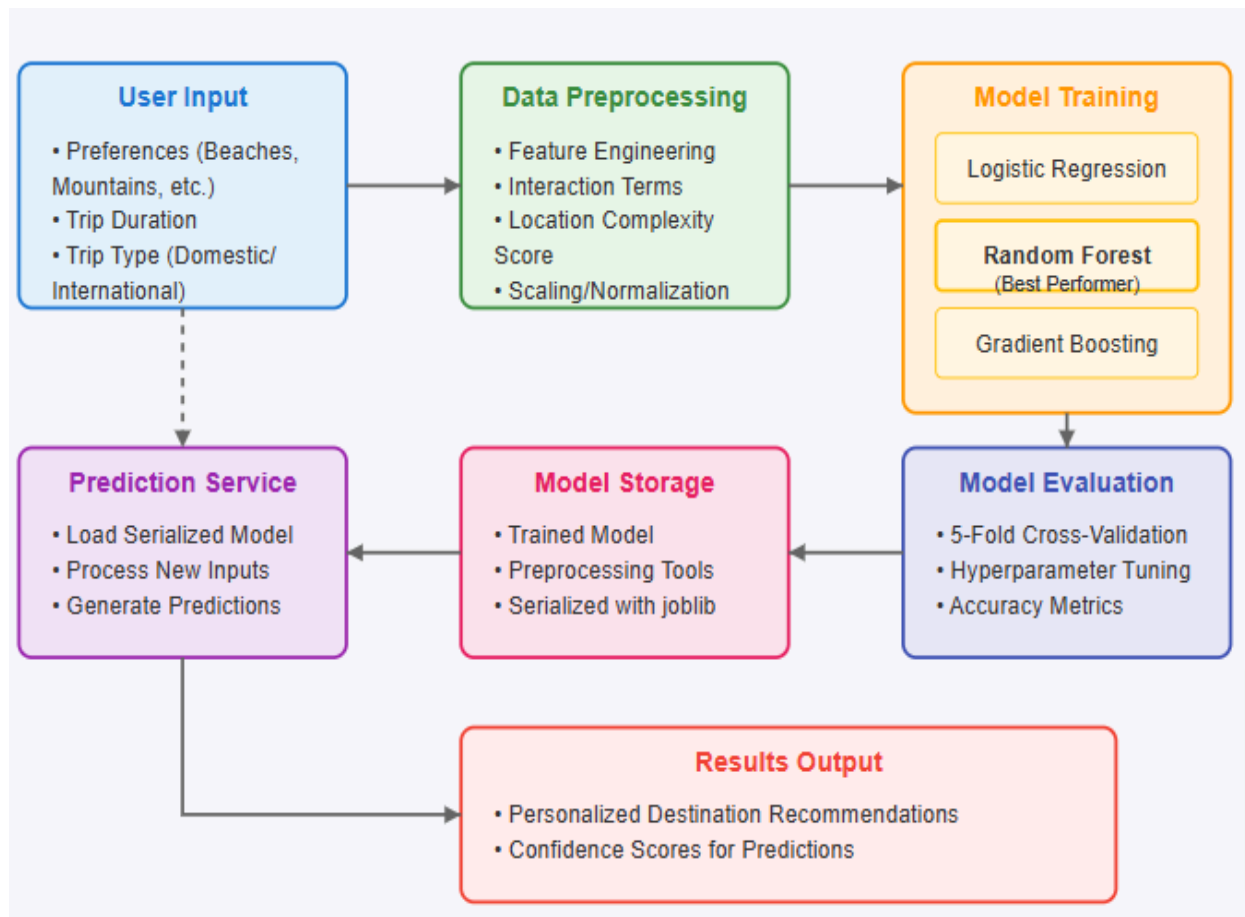 User Input
• Preferences (Beaches,
Mountains, etc.)
• Trip Duration
• Trip Type (Domestic/
International)
Data Preprocessing
• Feature Engineering
• Interaction Terms
• Location Complexity
Score
• Scaling/Normalization
Model Training
Logistic Regression
Random Forest
(Best Performer)
Gradient Boosting
Prediction Service
• Load Serialized Model
• Process New Inputs
• Generate Predictions
Model Storage
• Trained Model
• Preprocessing Tools
• Serialized with joblib
Model Evaluation
• 5-Fold Cross-Validation
• Hyperparameter Tuning
• Accuracy Metrics
Results Output
• Personalized Destination Recommendations
• Confidence Scores for Predictions